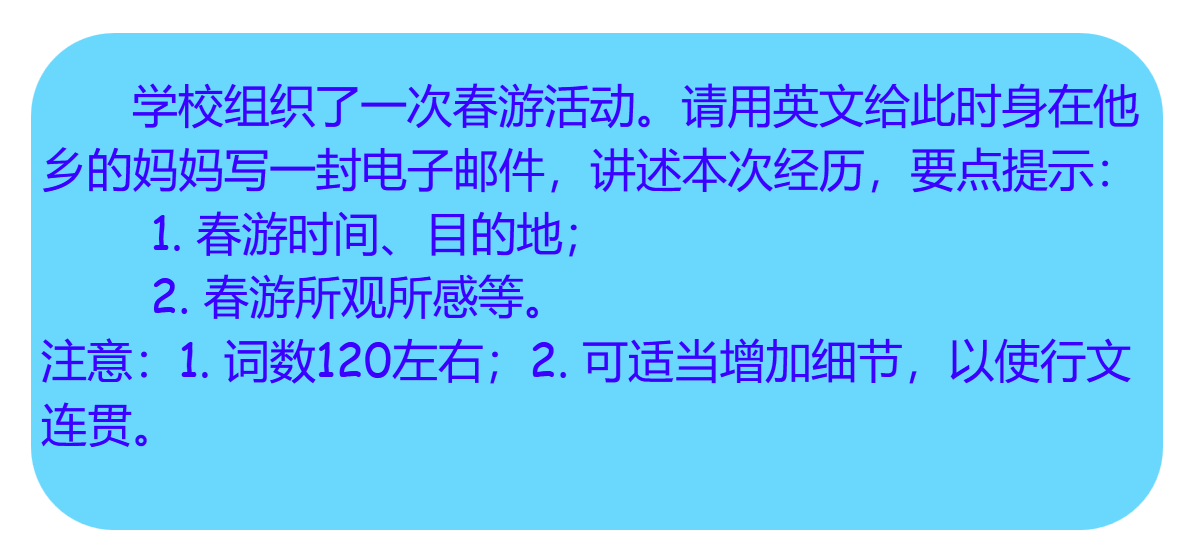 学校组织了一次春游活动。请用英文给此时身在他
乡的妈妈写一封电子邮件，讲述本次经历，要点提示：
1. 春游时间、目的地；
2. 春游所观所感等。
注意：1. 词数120左右；2. 可适当增加细节，以使行文
连贯。